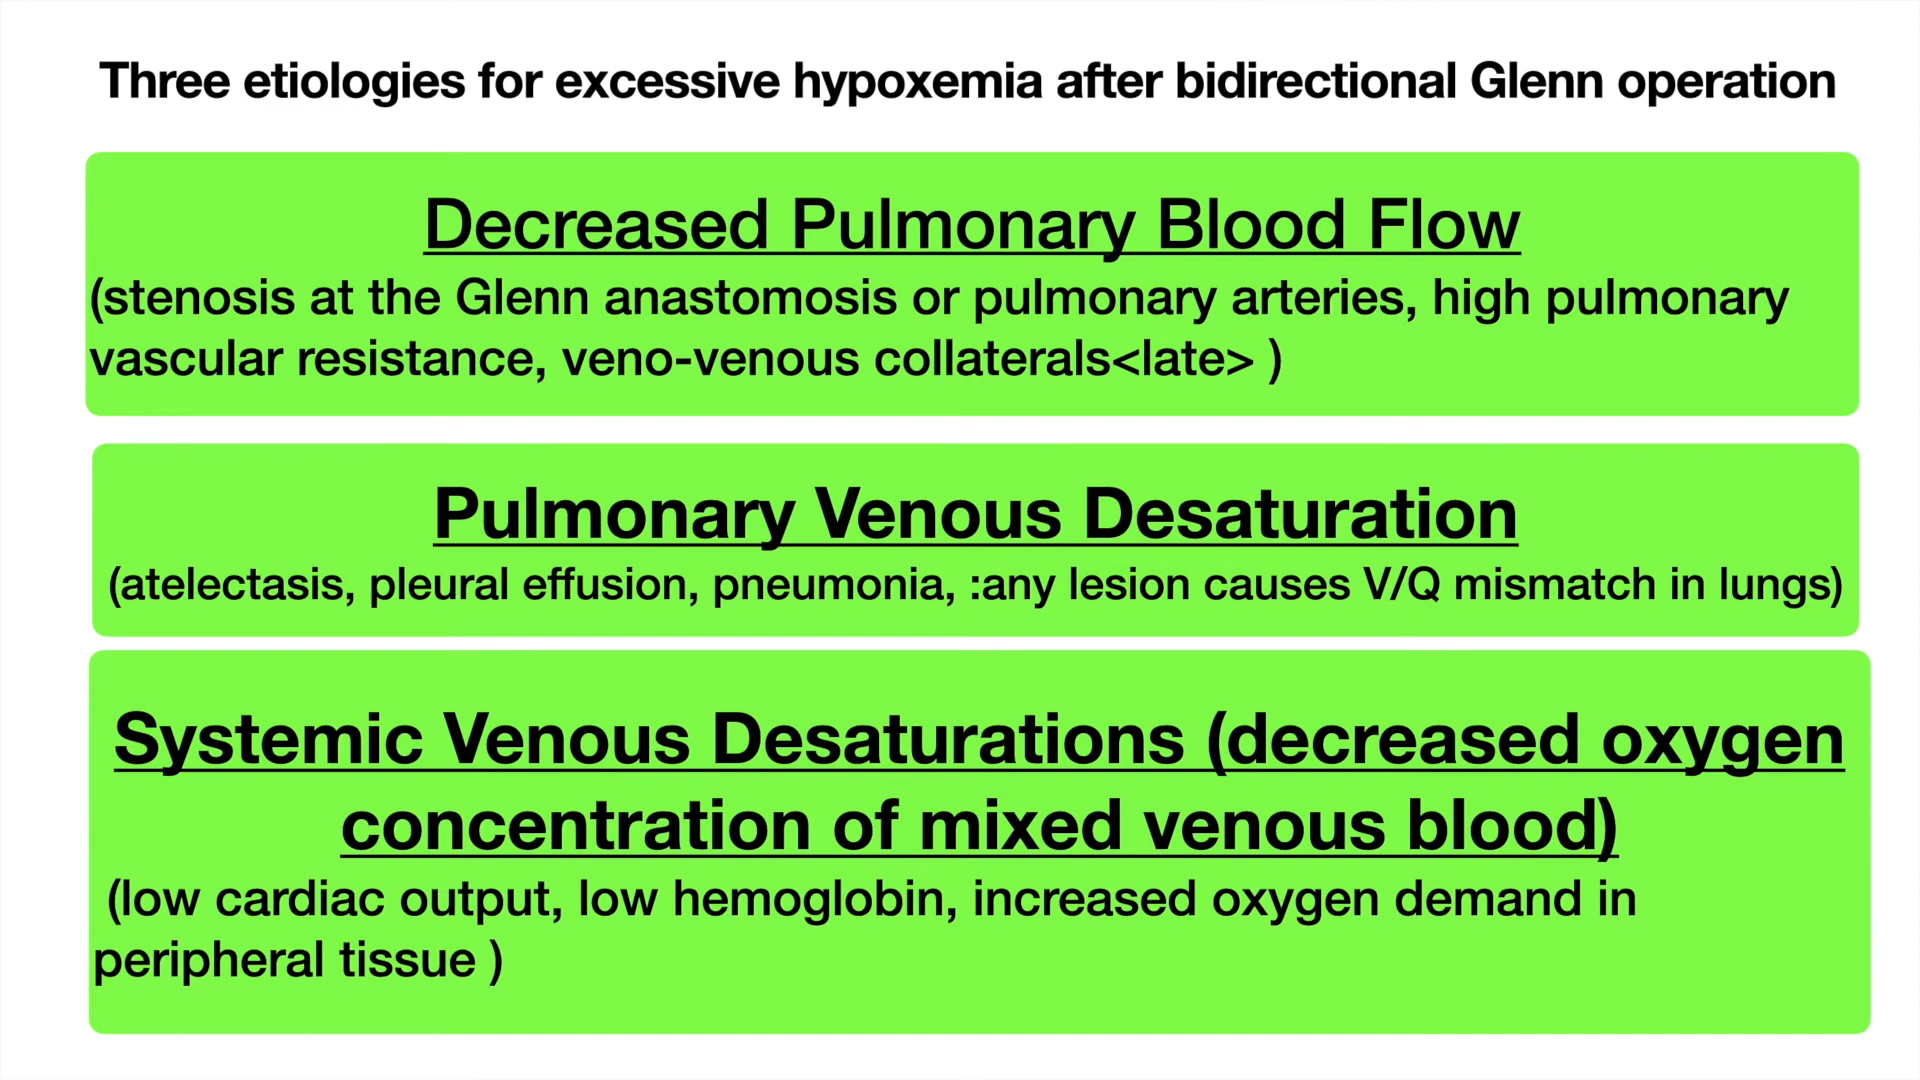 Three etiologies for excessive hypoxemia after bidirectional Glenn operation
Decreased Pulmonary Blood Flow
(stenosis at the Glenn anastomosis or pulmonary arteries, high pulmonary
vascular resistance, veno-venous collaterals<late> )
Pulmonary Venous Desaturation
(atelectasis, pleural effusion, pneumonia, :any lesion causes V/Q mismatch in lungs)
Systemic Venous Desaturations (decreased oxygen
concentration of mixed venous blood)
(low cardiac output, low hemoglobin, increased oxygen demand in
peripheral tissue )